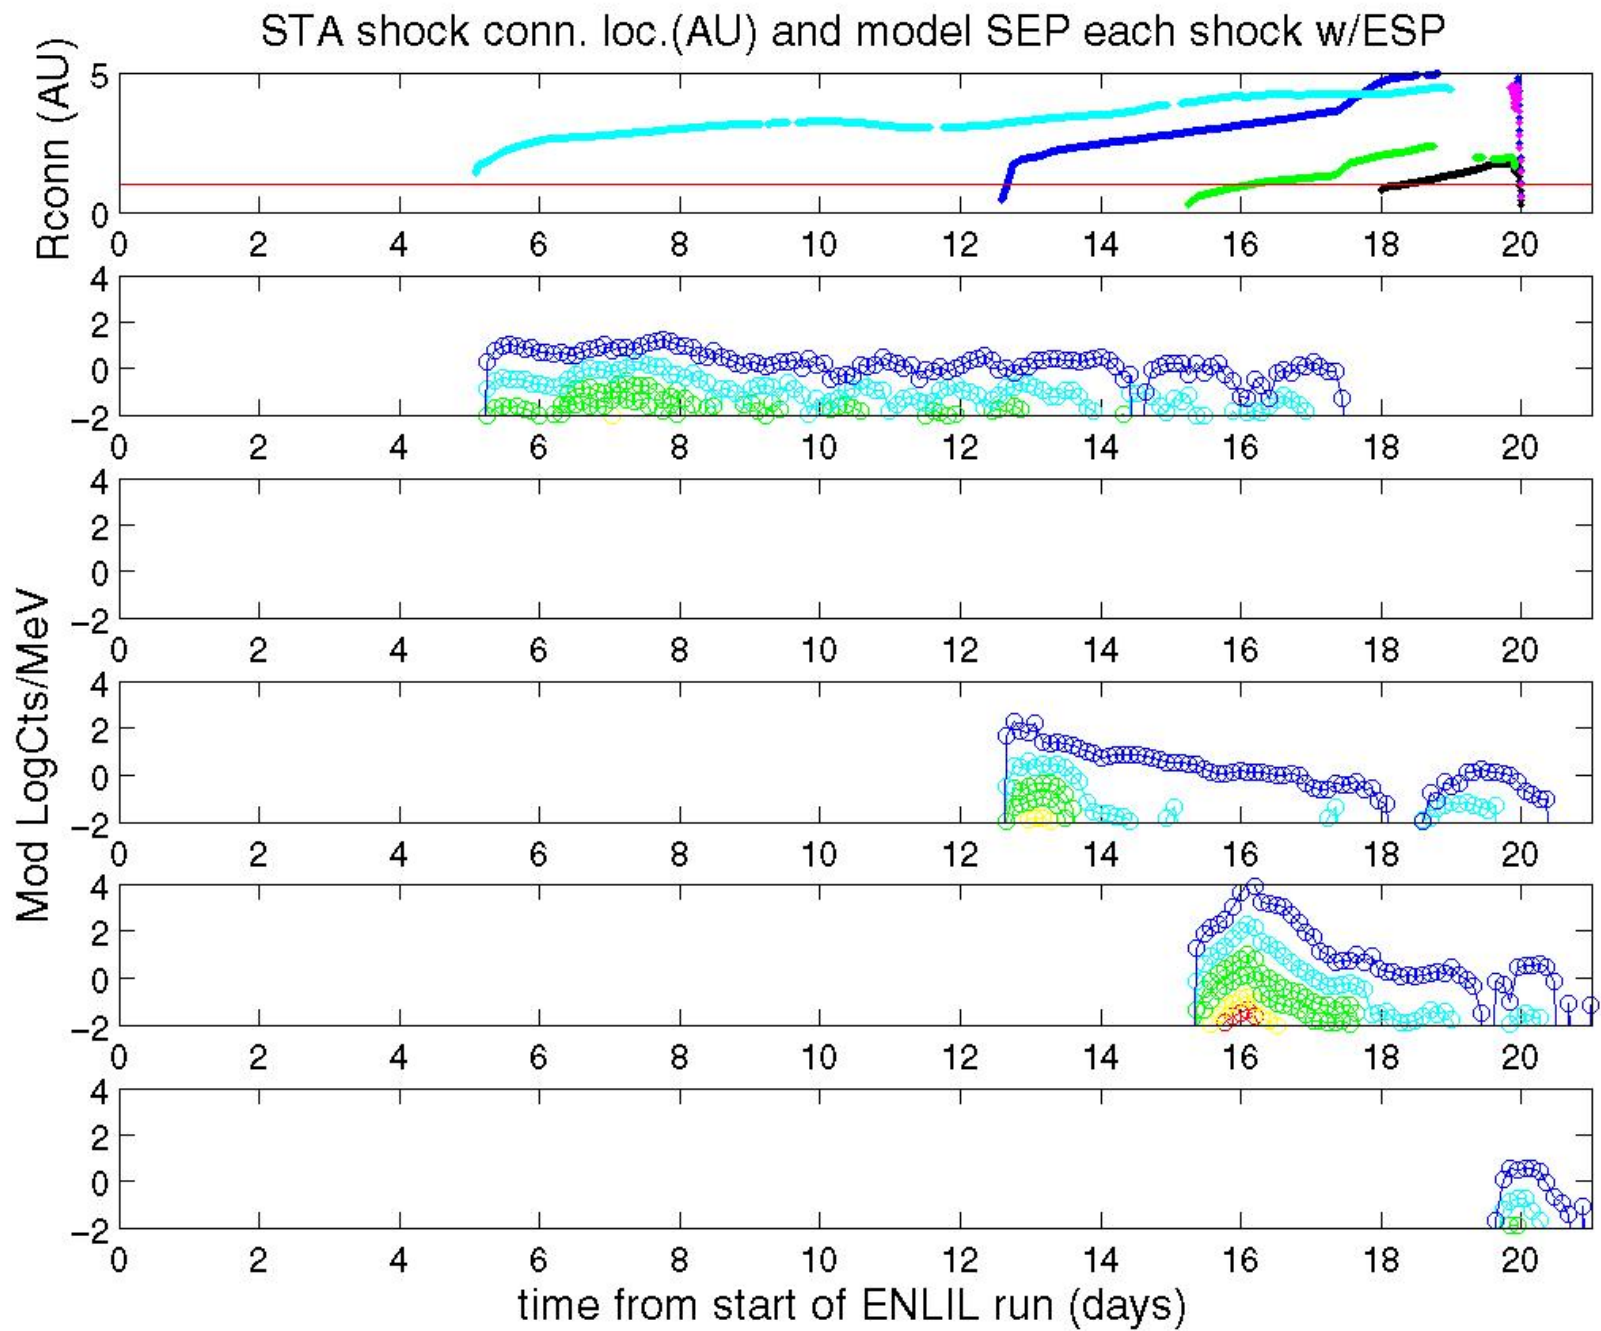 STA shock conn. loc.(AU) and model SEP each shock w/ESP
Rconn (AU)
5
0
0 2 4 6 8 10 12 14 16 18 20
Mod LogCts/MeV
4
2
0
−2
0 2 4 6 8 10 12 14 16 18 20
4
2
0
−2
0 2 4 6 8 10 12 14 16 18 20
4
2
0
−2
0 2 4 6 8 10 12 14 16 18 20
4
2
0
−2
0 2 4 6 8 10 12 14 16 18 20
4
2
0
−2
0 2 4 6 8 10 12 14 16 18 20
time from start of ENLIL run (days)